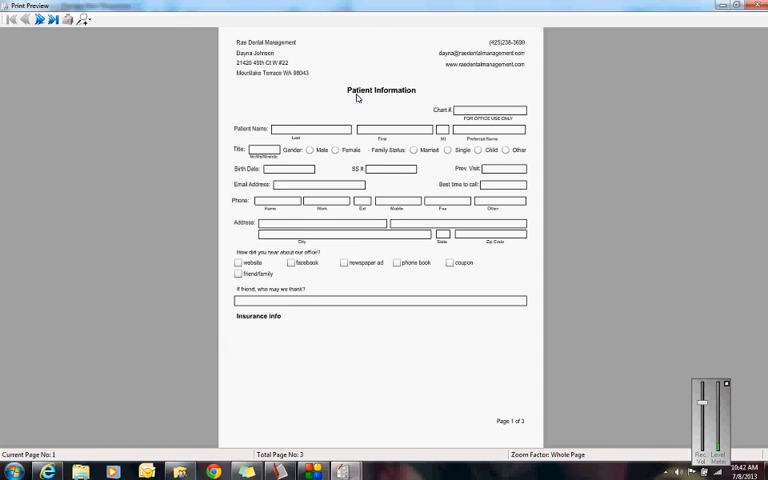 Print Preview
Rae Dental Management (425)238-3699
Dayna Johnson dayna@raedentalmanagement.com
21420 49th Ct W #22 www.raedentalmanagement.com
Mountlake Terrace WA 98043
Patient Information
Chart #:
FOR OFFICE USE ONLY
Patient Name:
Last First MI Preferred Name
Title: Gender: Male Female Family Status: Married Single Child Other
Birth Date: SS #: Prev. Visit:
Email Address: Best time to call:
Phone:
Home Work Ext Mobile Fax Other
Address:
City State Zip Code
How did you hear about our office?
website facebook newspaper ad phone book coupon
friend/family
If friend, who may we thank?
Insurance info
Page 1 of 3
Rec. Vol Level Meter
Current Page No: 1 Total Page No: 3 Zoom Factor: Whole Page
10:42 AM
7/8/2013